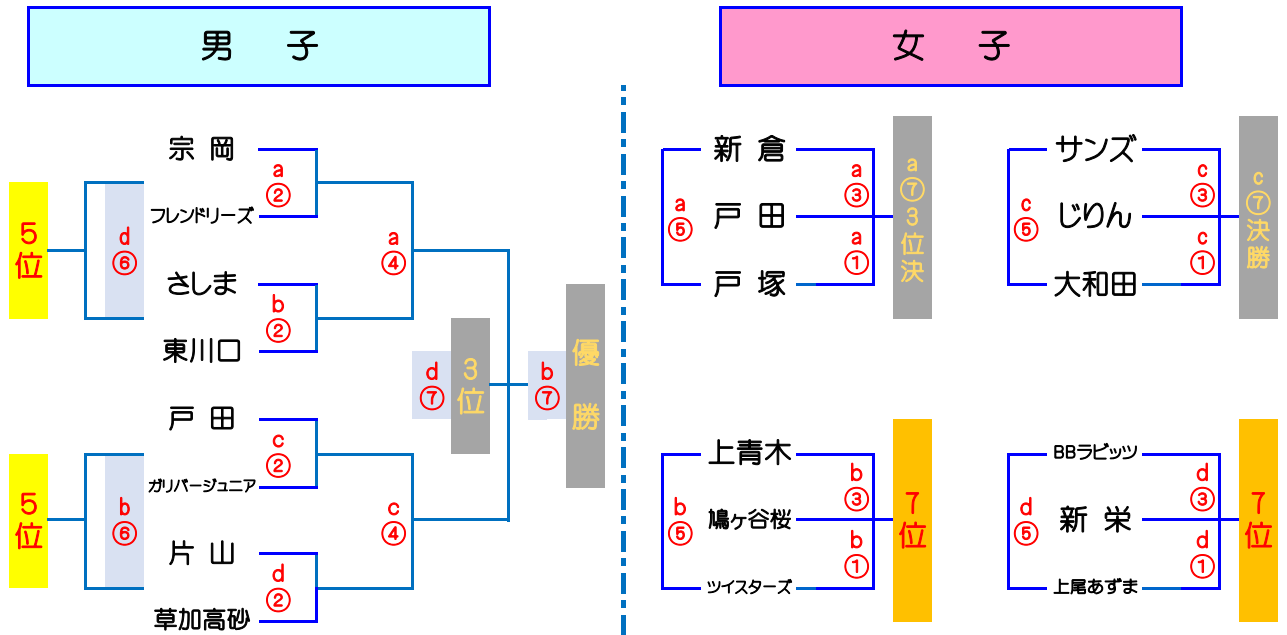 男 子
宗 岡
a
②
フレンドリーズ
5
位
d
⑥
a
④
さしま
b
②
東川口
戸 田
c
②
ガリバージュニア
5
位
b
⑥
c
④
片 山
d
②
草加高砂
d
⑦
3
位
b
⑦
優
勝
女 子
新 倉
a
③
戸 田
a
⑤
a
①
戸 塚
a
⑦
3
位
決
サンズ
c
③
じりん
c
⑤
c
①
大和田
c
⑦
決
勝
上青木
b
③
鳩ヶ谷桜
b
⑤
b
①
ツイスターズ
7
位
BBラビッツ
d
③
新 栄
d
⑤
d
①
上尾あずま
7
位